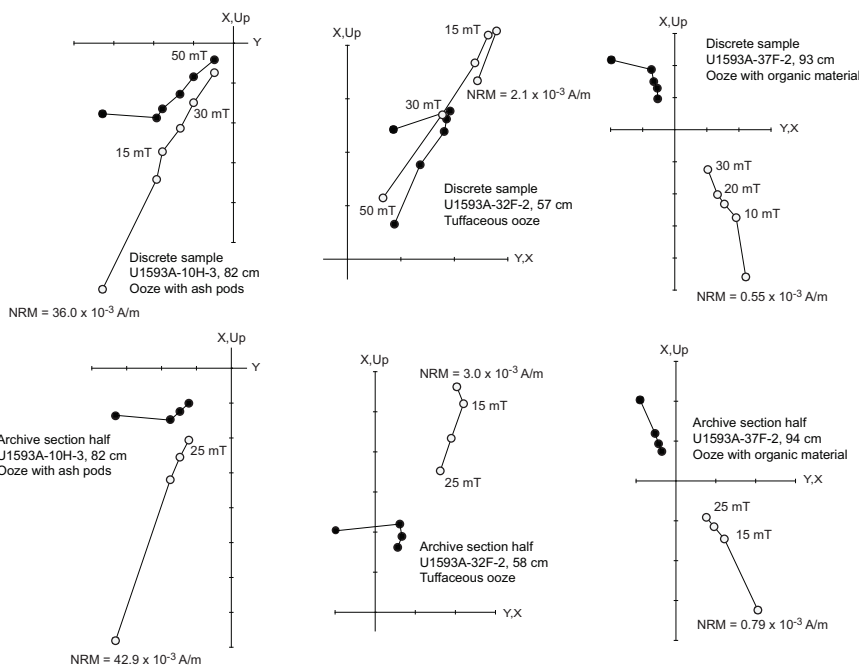 X,Up
Y
50 mT
30 mT
15 mT
Discrete sample
U1593A-10H-3, 82 cm
Ooze with ash pods
NRM = 36.0 x 10-3 A/m
X,Up
15 mT
NRM = 2.1 x 10-3 A/m
30 mT
50 mT
Discrete sample
U1593A-32F-2, 57 cm
Tuffaceous ooze
Y,X
X,Up
Discrete sample
U1593A-37F-2, 93 cm
Ooze with organic material
Y,X
30 mT
20 mT
10 mT
NRM = 0.55 x 10-3 A/m
X,Up
Y
25 mT
Archive section half
U1593A-10H-3, 82 cm
Ooze with ash pods
NRM = 42.9 x 10-3 A/m
X,Up
NRM = 3.0 x 10-3 A/m
15 mT
25 mT
Archive section half
U1593A-32F-2, 58 cm
Tuffaceous ooze
Y,X
X,Up
Archive section half
U1593A-37F-2, 94 cm
Ooze with organic material
Y,X
25 mT
15 mT
NRM = 0.79 x 10-3 A/m